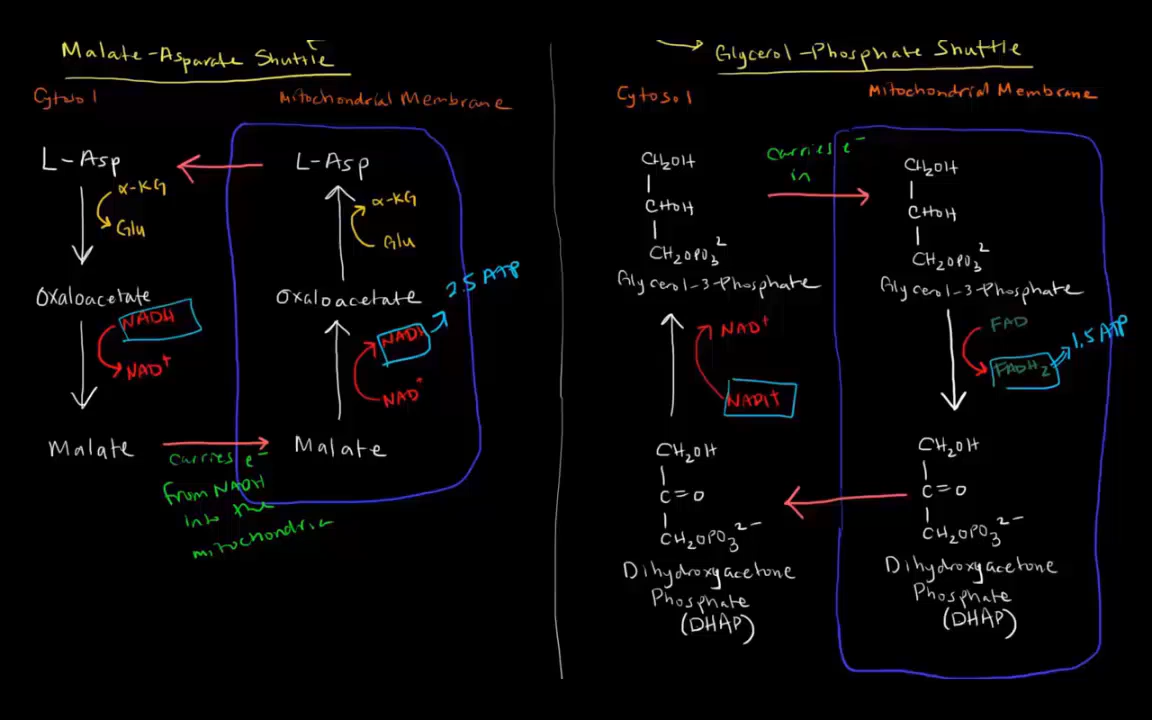 Malate-Asparate Shuttle
Cytosol
Mitochondrial Membrane
L-Asp
L-Asp
α-KG
Glu
α-KG
Glu
Oxaloacetate
Oxaloacetate
2.5 ATP
NADH
NAD+
NADH
NAD+
Malate
Malate
carries e-
from NADH
into the
mitochondria
Glycerol-Phosphate Shuttle
Cytosol
Mitochondrial Membrane
carries e-
in
CH2OH
CHOH
CH2OPO3 2
Glycerol-3-Phosphate
CH2OH
CHOH
CH2OPO3 2-
Glycerol-3-Phosphate
NAD+
NADH
FAD
FADH2
1.5 ATP
CH2OH
C=O
CH2OPO3 2-
Dihydroxyacetone
Phosphate
(DHAP)
CH2OH
C=O
CH2OPO3 2-
Dihydroxyacetone
Phosphate
(DHAP)